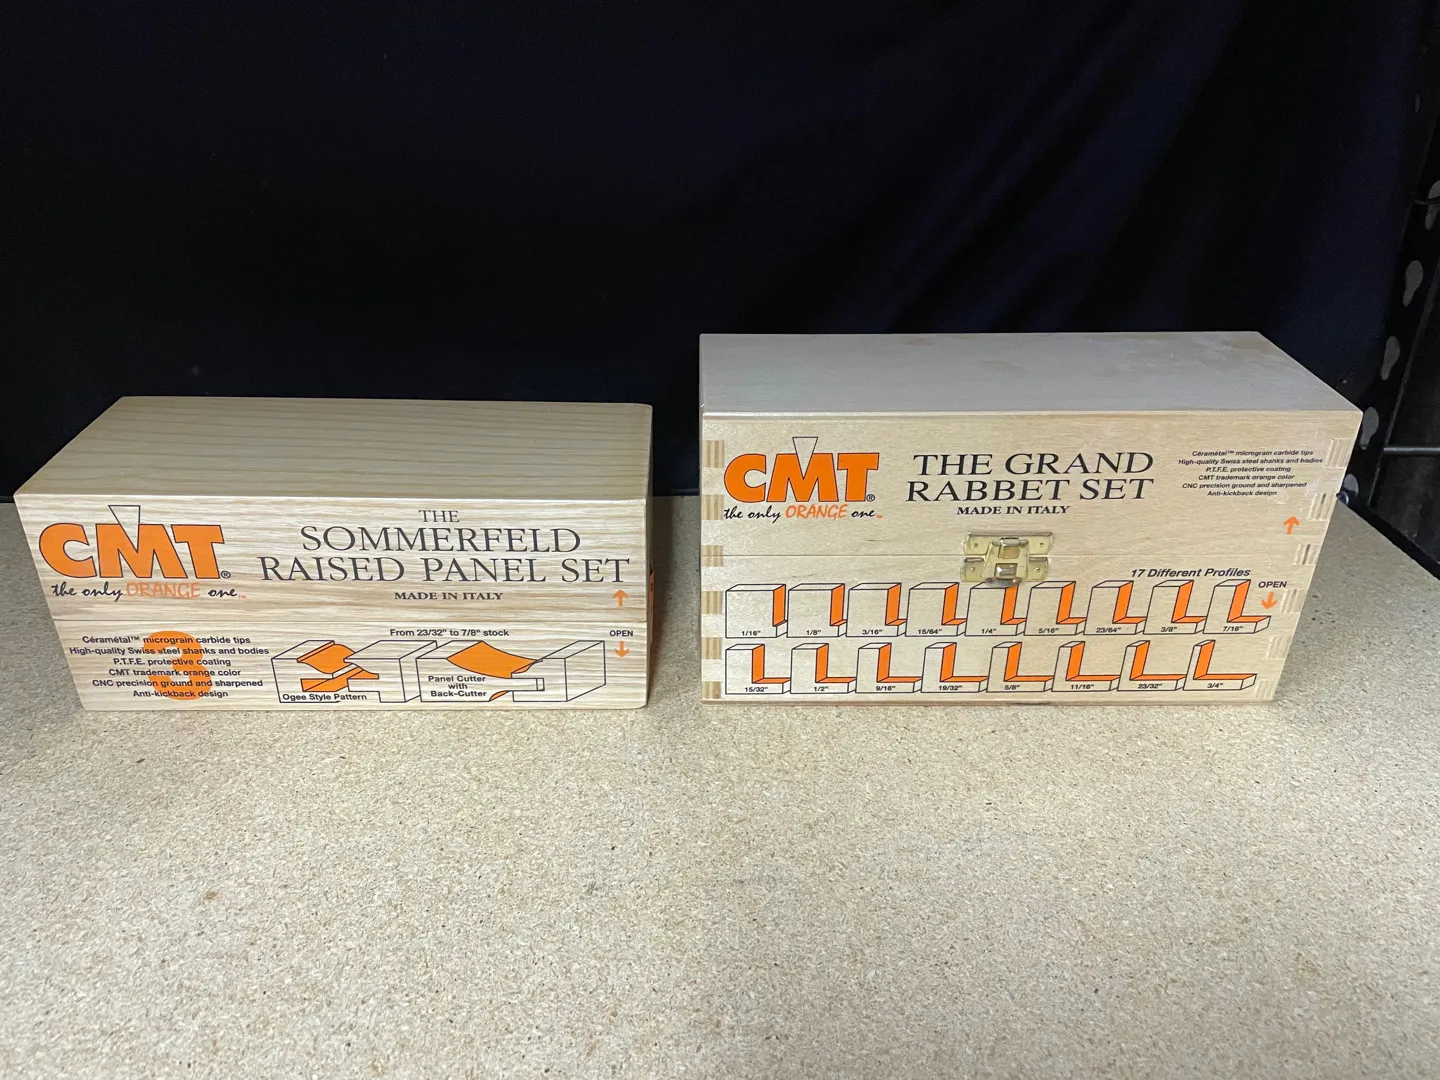 CMT®
the only ORANGE one™
THE
SOMMERFELD
RAISED PANEL SET
MADE IN ITALY
Cérametal™ microgram carbide tips
High-quality Swiss steel shanks and bodies
P.T.F.E. protective coating
CMT trademark orange color
CNC precision ground and sharpened
Anti-kickback design
From 23/32" to 7/8" stock
Ogee Style Pattern
Panel Cutter
with
Back-Cutter
OPEN
CMT®
the only ORANGE one™
THE GRAND
RABBET SET
MADE IN ITALY
Cérametal™ microgram carbide tips
High-quality Swiss steel shanks and bodies
P.T.F.E. protective coating
CMT trademark orange color
CNC precision ground and sharpened
Anti-kickback design
17 Different Profiles
OPEN
1/16" 1/8" 3/16" 15/64" 1/4" 5/16" 23/64" 3/8" 7/16"
15/32" 1/2" 9/16" 19/32" 5/8" 11/16" 23/32" 3/4"